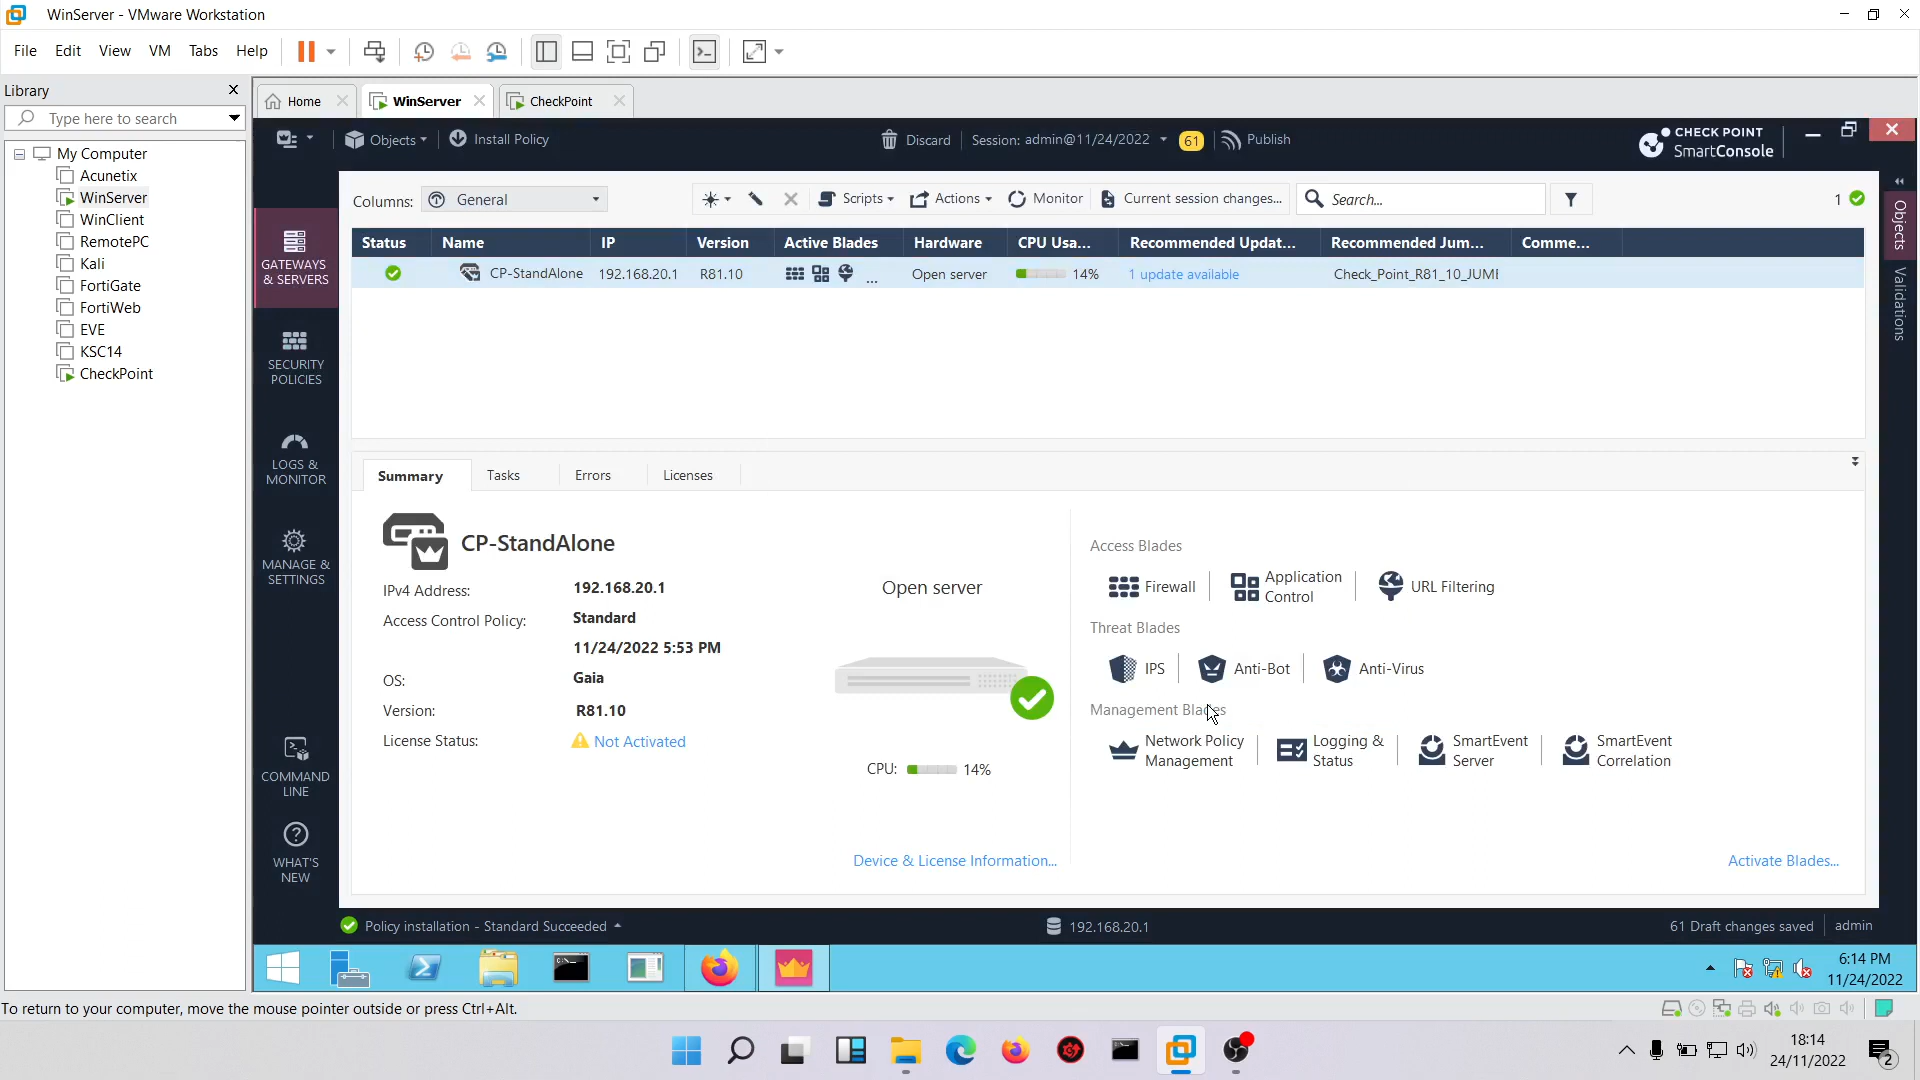 WinServer - VMware Workstation
File Edit View VM Tabs Help
Library
Type here to search
My Computer
Acunetix
WinServer
WinClient
RemotePC
Kali
FortiGate
FortiWeb
EVE
KSC14
CheckPoint
Home WinServer CheckPoint
Objects Install Policy Discard Session: admin@11/24/2022 61 Publish
CHECK POINT
SmartConsole
Columns: General Scripts Actions Monitor Current session changes... Search... 1
Status Name IP Version Active Blades Hardware CPU Usa... Recommended Updat... Recommended Jum... Comme...
CP-StandAlone 192.168.20.1 R81.10 ... Open server 14% 1 update available Check_Point_R81_10_JUMI
GATEWAYS
& SERVERS
SECURITY
POLICIES
LOGS &
MONITOR
MANAGE &
SETTINGS
COMMAND
LINE
WHAT'S
NEW
Objects
Validations
Summary Tasks Errors Licenses
CP-StandAlone
IPv4 Address: 192.168.20.1
Access Control Policy: Standard
11/24/2022 5:53 PM
OS: Gaia
Version: R81.10
License Status: Not Activated
Open server
CPU: 14%
Device & License Information...
Access Blades
Firewall
Application
Control
URL Filtering
Threat Blades
IPS Anti-Bot Anti-Virus
Management Blades
Network Policy
Management
Logging &
Status
SmartEvent
Server
SmartEvent
Correlation
Activate Blades...
Policy installation - Standard Succeeded 192.168.20.1 61 Draft changes saved admin
6:14 PM
11/24/2022
To return to your computer, move the mouse pointer outside or press Ctrl+Alt.
18:14
24/11/2022
2